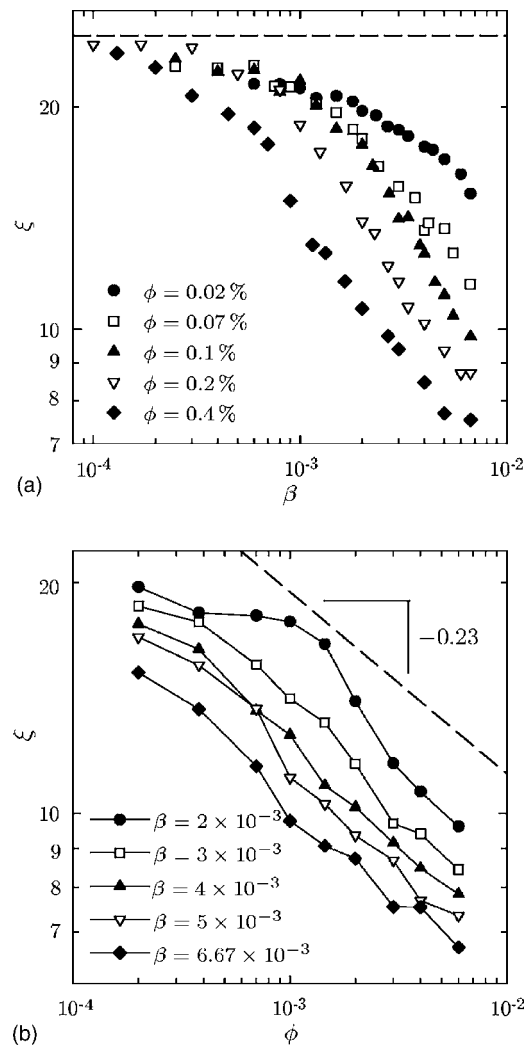 20
10
9
8
7
ξ
ϕ = 0.02 %
ϕ = 0.07 %
ϕ = 0.1 %
ϕ = 0.2 %
ϕ = 0.4 %
10⁻⁴ 10⁻³ 10⁻²
(a) β
20
10
9
8
7
ξ
−0.23
β = 2 × 10⁻³
β − 3 × 10⁻³
β = 4 × 10⁻³
β = 5 × 10⁻³
β = 6.67 × 10⁻³
10⁻⁴ 10⁻³ 10⁻²
(b) ϕ